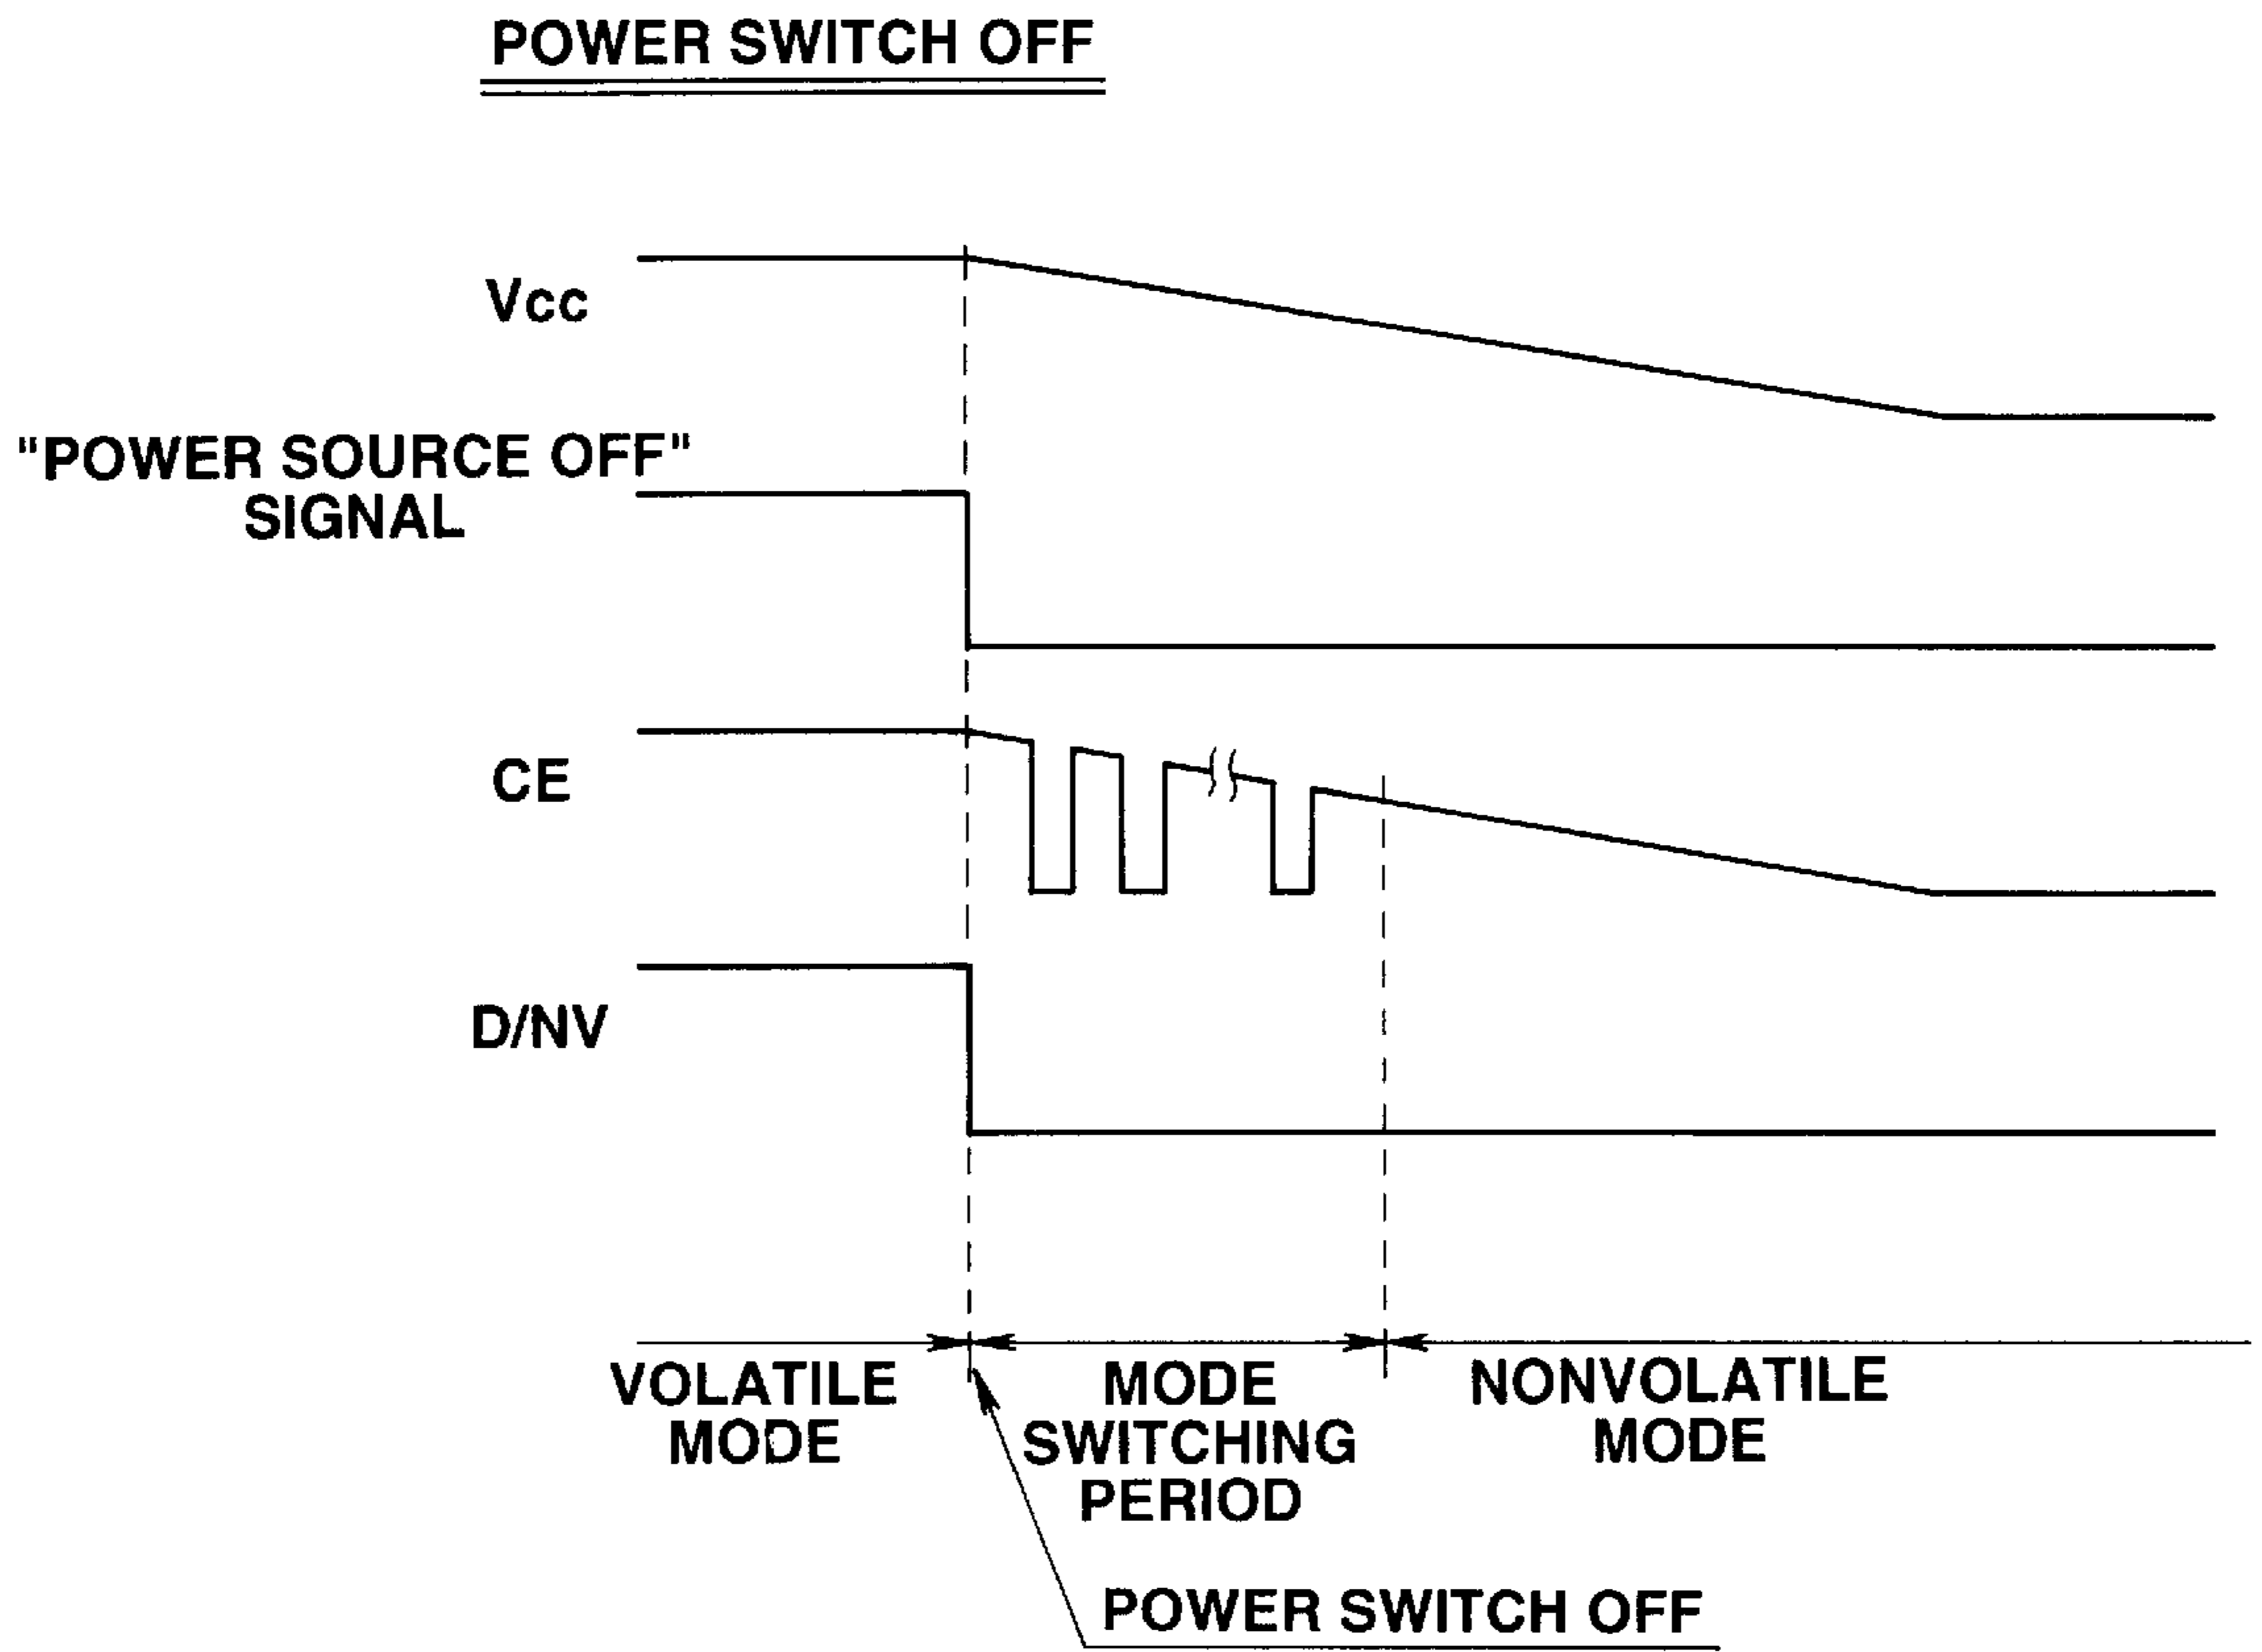 POWER SWITCH OFF
Vcc
"POWER SOURCE OFF"
SIGNAL
CE
D/NV
VOLATILE
MODE
MODE
SWITCHING
PERIOD
NONVOLATILE
MODE
POWER SWITCH OFF